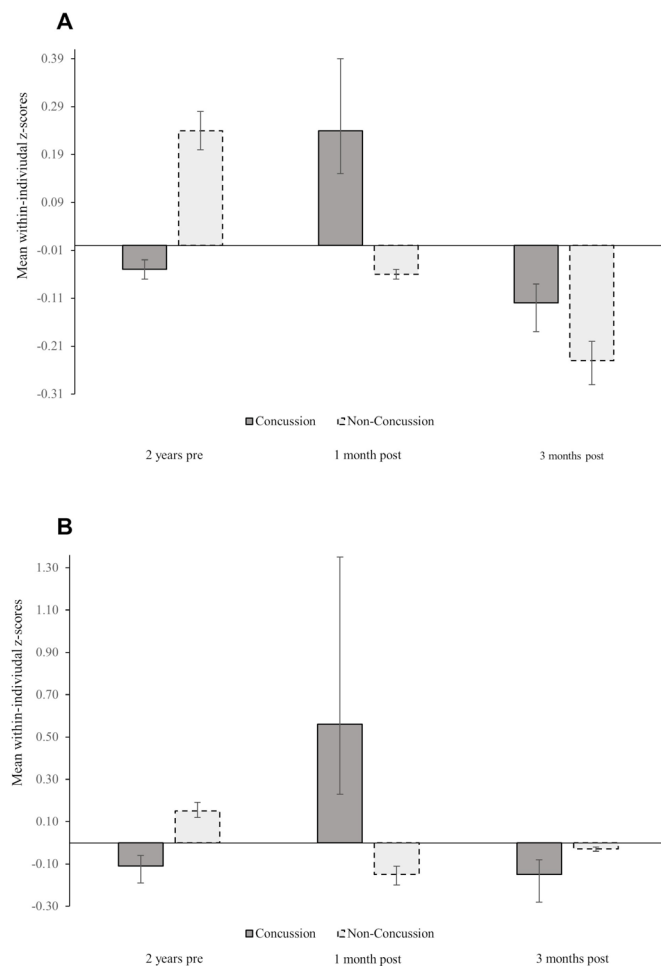 A
Mean within-indiviudal z-scores
0.39
0.29
0.19
0.09
-0.01
-0.11
-0.21
-0.31
Concussion Non-Concussion
2 years pre 1 month post 3 months post
B
Mean within-indiviudal z-scores
1.30
1.10
0.90
0.70
0.50
0.30
0.10
-0.10
-0.30
Concussion Non-Concussion
2 years pre 1 month post 3 months post